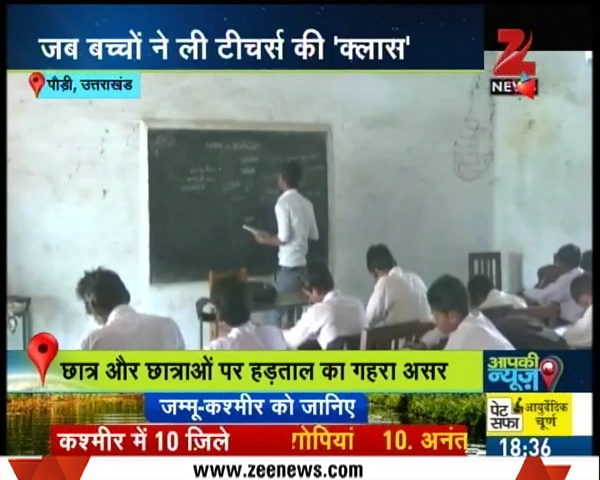 जब बच्चों ने ली टीचर्स की 'क्लास'
Z
NEWS
पौड़ी, उत्तराखंड
छात्र और छात्राओं पर हड़ताल का गहरा असर
आपकी
न्यूज़
जम्मू-कश्मीर को जानिए
पेट
सफा
आयुर्वेदिक
चूर्ण
कश्मीर में 10 ज़िले
गोपियां 10. अनंत
18:36
www.zeenews.com